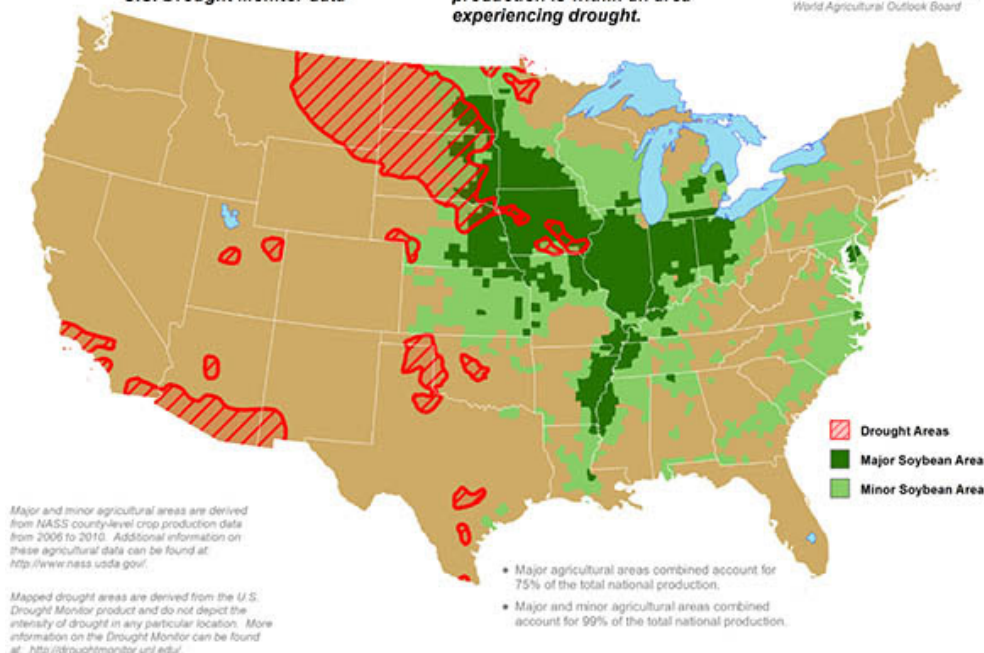 experiencing drought.
World Agricultural Outlook Board
Drought Areas
Major Soybean Area
Minor Soybean Area
Major and minor agricultural areas are derived
from NASS county-level crop production data
from 2006 to 2010. Additional information on
these agricultural data can be found at:
http://www.nass.usda.gov/.
• Major agricultural areas combined account for
75% of the total national production.
• Major and minor agricultural areas combined
account for 99% of the total national production.
Mapped drought areas are derived from the U.S.
Drought Monitor product and do not depict the
intensity of drought in any particular location. More
information on the Drought Monitor can be found
at: http://droughtmonitor.unl.edu/